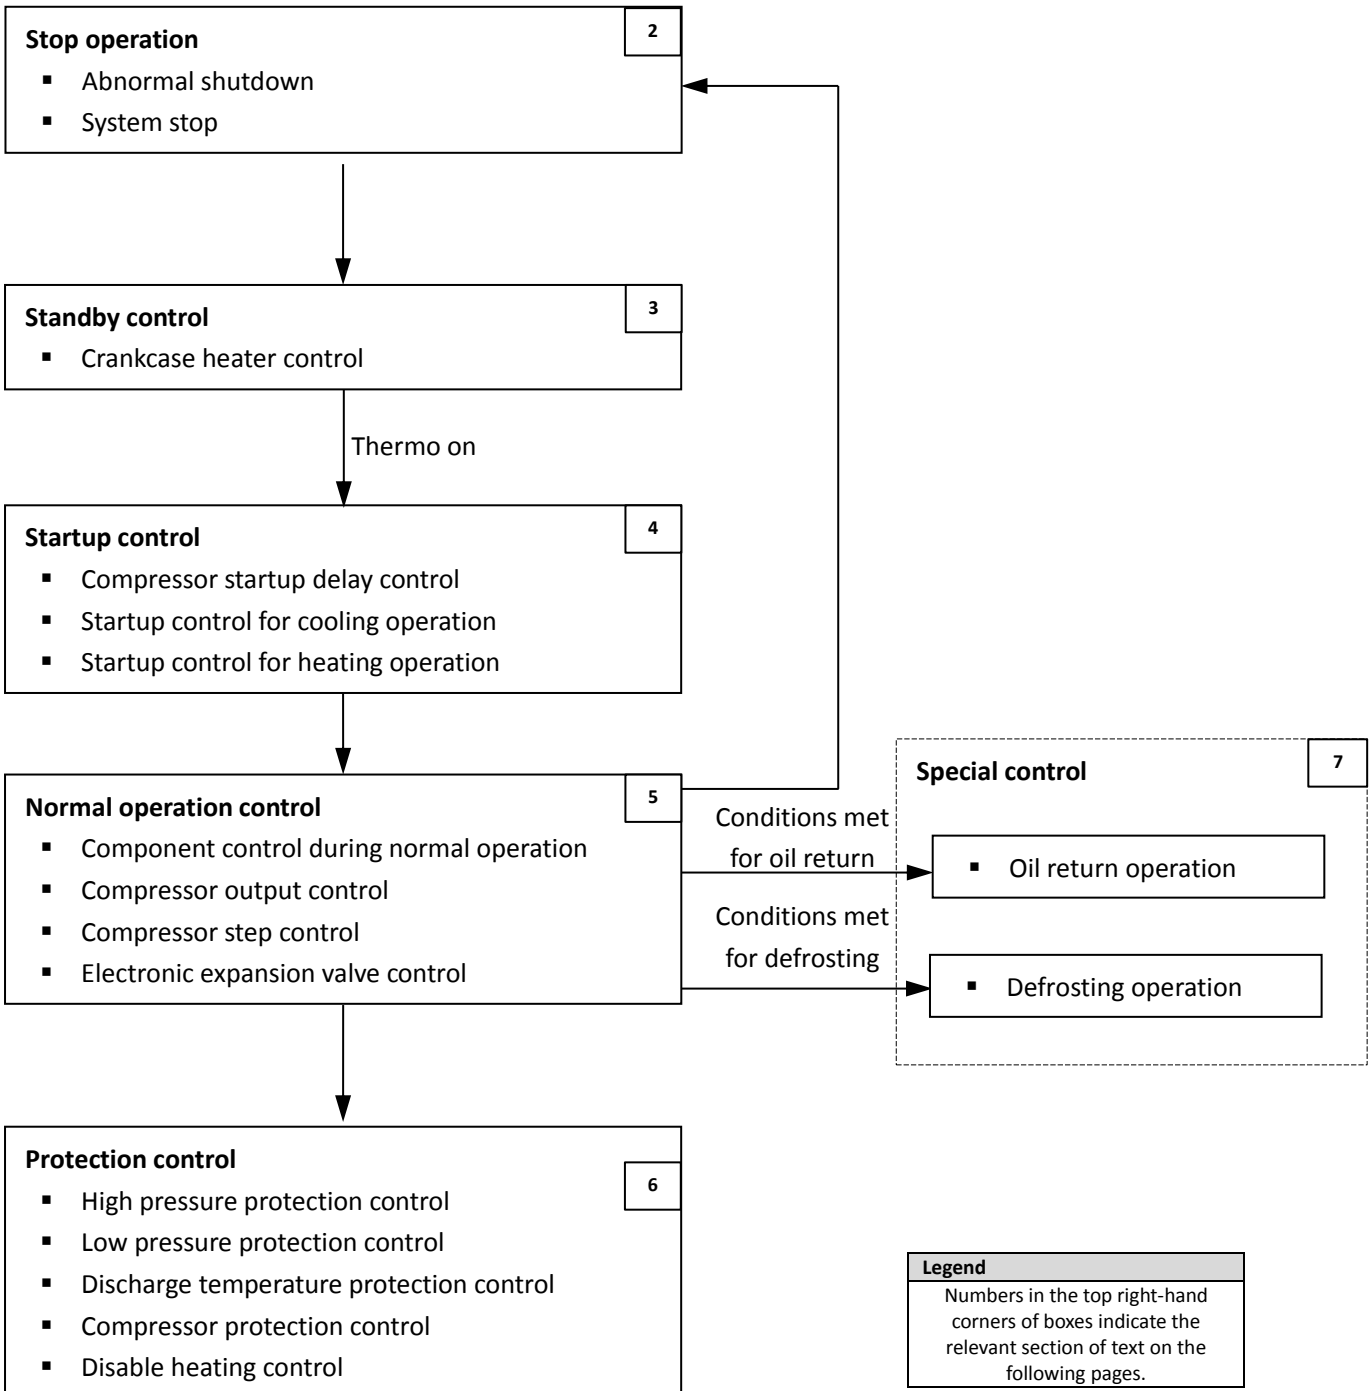 Stop operation
2
▪ Abnormal shutdown
▪ System stop
Standby control
3
▪ Crankcase heater control
Thermo on
Startup control
4
▪ Compressor startup delay control
▪ Startup control for cooling operation
▪ Startup control for heating operation
Normal operation control
5
▪ Component control during normal operation
▪ Compressor output control
▪ Compressor step control
▪ Electronic expansion valve control
Conditions met
for oil return
Conditions met
for defrosting
Special control
7
▪ Oil return operation
▪ Defrosting operation
Protection control
6
▪ High pressure protection control
▪ Low pressure protection control
▪ Discharge temperature protection control
▪ Compressor protection control
▪ Disable heating control
Legend
Numbers in the top right-hand
corners of boxes indicate the
relevant section of text on the
following pages.